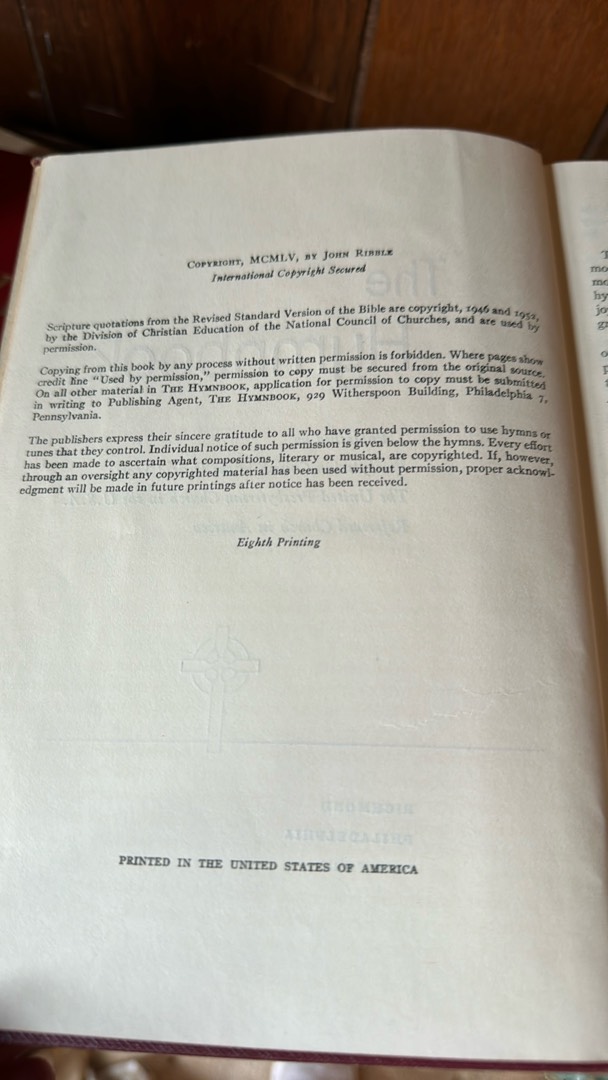 COPYRIGHT, MCMLV, BY JOHN RIBBLE
International Copyright Secured
Scripture quotations from the Revised Standard Version of the Bible are copyright, 1946 and 1952,
by the Division of Christian Education of the National Council of Churches, and are used by
permission.
Copying from this book by any process without written permission is forbidden. Where pages show
credit line "Used by permission," permission to copy must be secured from the original source.
On all other material in THE HYMNBOOK, application for permission to copy must be submitted
in writing to Publishing Agent, THE HYMNBOOK, 929 Witherspoon Building, Philadelphia 7,
Pennsylvania.
The publishers express their sincere gratitude to all who have granted permission to use hymns or
tunes that they control. Individual notice of such permission is given below the hymns. Every effort
has been made to ascertain what compositions, literary or musical, are copyrighted. If, however,
through an oversight any copyrighted material has been used without permission, proper acknowl-
edgment will be made in future printings after notice has been received.
Eighth Printing
PRINTED IN THE UNITED STATES OF AMERICA